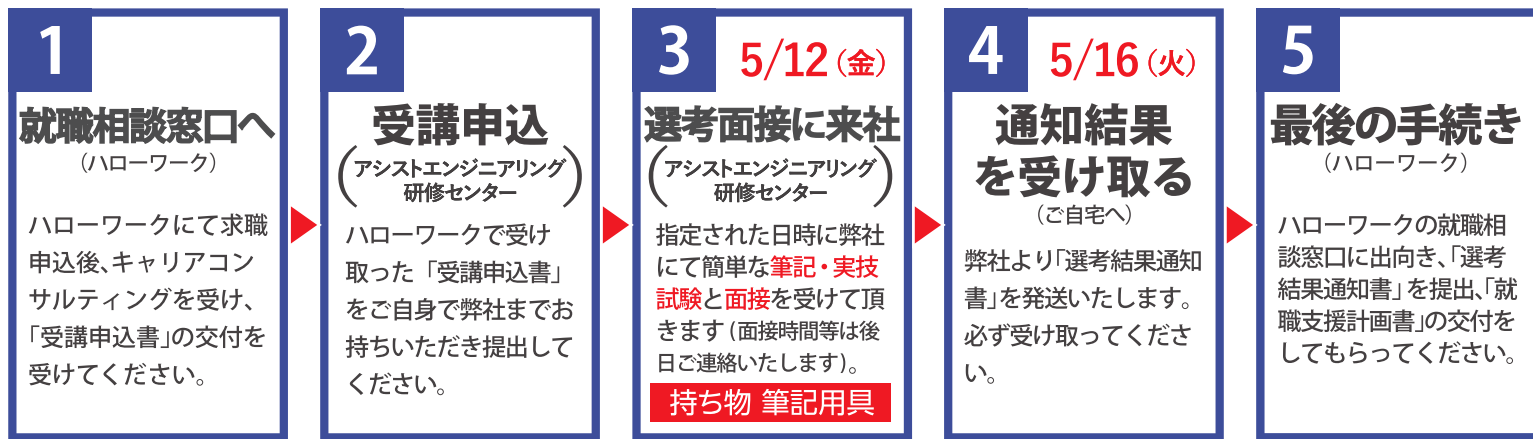 1
就職相談窓口へ
（ハローワーク）
ハローワークにて求職
申込後、キャリアコン
サルティングを受け、
「受講申込書」の交付を
受けてください。
2
受講申込
（アシストエンジニアリング
研修センター）
ハローワークで受け
取った「受講申込書」
をご自身で弊社までお
持ちいただき提出して
ください。
3
5/12（金）
選考面接に来社
（アシストエンジニアリング
研修センター）
指定された日時に弊社
にて簡単な筆記・実技
試験と面接を受けて頂
きます（面接時間等は後
日ご連絡いたします）。
持ち物 筆記用具
4
5/16（火）
通知結果
を受け取る
（ご自宅へ）
弊社より「選考結果通知
書」を発送いたします。
必ず受け取ってくださ
い。
5
最後の手続き
（ハローワーク）
ハローワークの就職相
談窓口に出向き、「選考
結果通知書」を提出、「就
職支援計画書」の交付を
してもらってください。